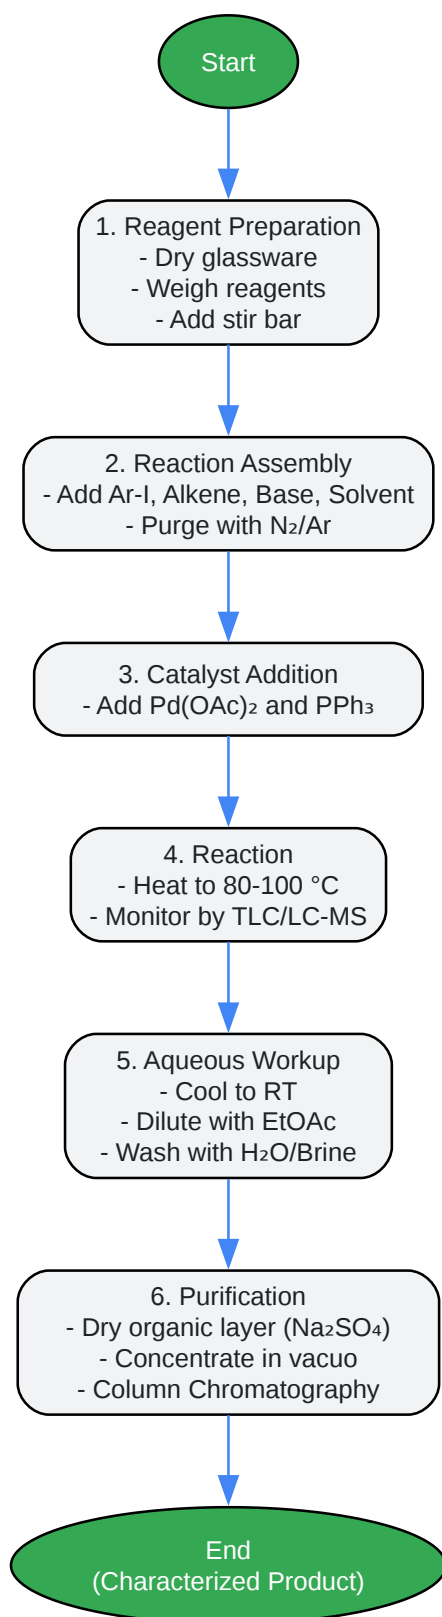 Start
1. Reagent Preparation
- Dry glassware
- Weigh reagents
- Add stir bar
2. Reaction Assembly
- Add Ar-I, Alkene, Base, Solvent
- Purge with N₂/Ar
3. Catalyst Addition
- Add Pd(OAc)₂ and PPh₃
4. Reaction
- Heat to 80-100 °C
- Monitor by TLC/LC-MS
5. Aqueous Workup
- Cool to RT
- Dilute with EtOAc
- Wash with H₂O/Brine
6. Purification
- Dry organic layer (Na₂SO₄)
- Concentrate in vacuo
- Column Chromatography
End
(Characterized Product)